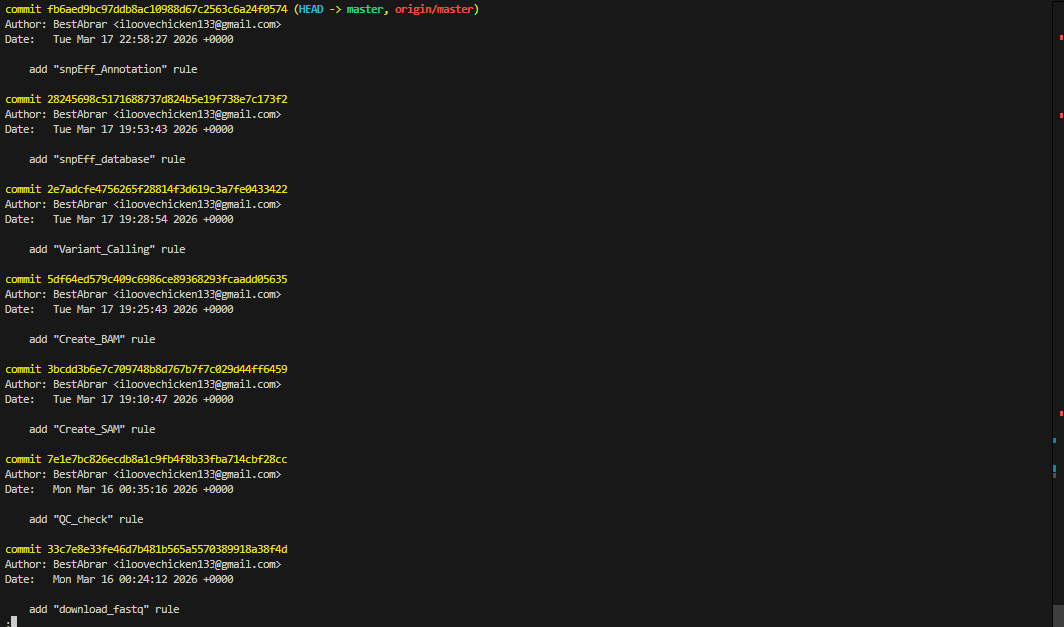 commit fb6aed9bc97ddb8ac10988d67c2563c6a24f0574 (HEAD -> master, origin/master)
Author: BestAbrar <iloovechicken133@gmail.com>
Date:   Tue Mar 17 22:58:27 2026 +0000
    add "snpEff_Annotation" rule
commit 28245698c5171688737d824b5e19f738e7c173f2
Author: BestAbrar <iloovechicken133@gmail.com>
Date:   Tue Mar 17 19:53:43 2026 +0000
    add "snpEff_database" rule
commit 2e7adcfe4756265f28814f3d619c3a7fe0433422
Author: BestAbrar <iloovechicken133@gmail.com>
Date:   Tue Mar 17 19:28:54 2026 +0000
    add "Variant_Calling" rule
commit 5df64ed579c409c6986ce89368293fcaadd05635
Author: BestAbrar <iloovechicken133@gmail.com>
Date:   Tue Mar 17 19:25:43 2026 +0000
    add "Create_BAM" rule
commit 3bcdd3b6e7c709748b8d767b7f7c029d44ff6459
Author: BestAbrar <iloovechicken133@gmail.com>
Date:   Tue Mar 17 19:10:47 2026 +0000
    add "Create_SAM" rule
commit 7e1e7bc826ecdb8a1c9fb4f8b33fba714cbf28cc
Author: BestAbrar <iloovechicken133@gmail.com>
Date:   Mon Mar 16 00:35:16 2026 +0000
    add "QC_check" rule
commit 33c7e8e33fe46d7b481b565a5570389918a38f4d
Author: BestAbrar <iloovechicken133@gmail.com>
Date:   Mon Mar 16 00:24:12 2026 +0000
    add "download_fastq" rule
: